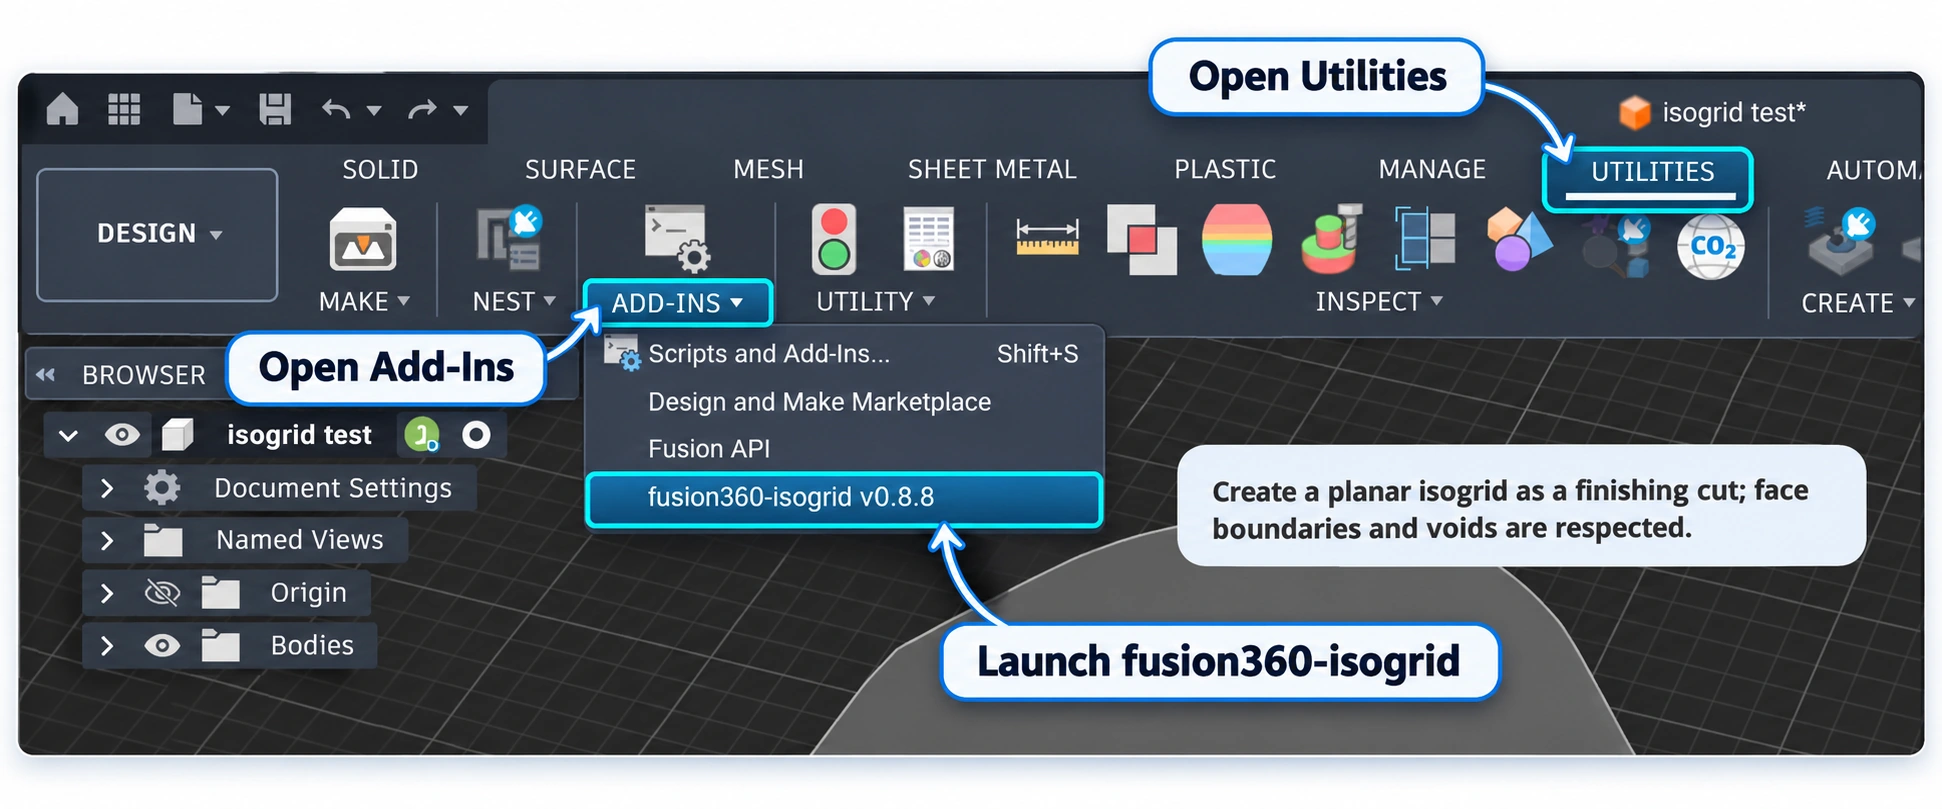 Open Utilities
isogrid test*
SOLID SURFACE MESH SHEET METAL PLASTIC MANAGE UTILITIES AUTOMA
DESIGN
CO2
MAKE NEST ADD-INS UTILITY INSPECT CREATE
Open Add-Ins
BROWSER
Scripts and Add-Ins... Shift+S
Design and Make Marketplace
Fusion API
fusion360-isogrid v0.8.8
isogrid test
Document Settings
Named Views
Origin
Bodies
Create a planar isogrid as a finishing cut; face
boundaries and voids are respected.
Launch fusion360-isogrid